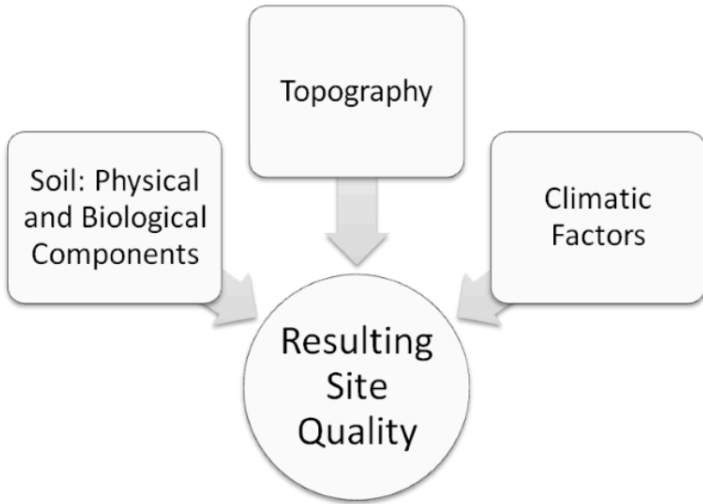 Topography
Soil: Physical
and Biological
Components
Climatic
Factors
Resulting
Site
Quality